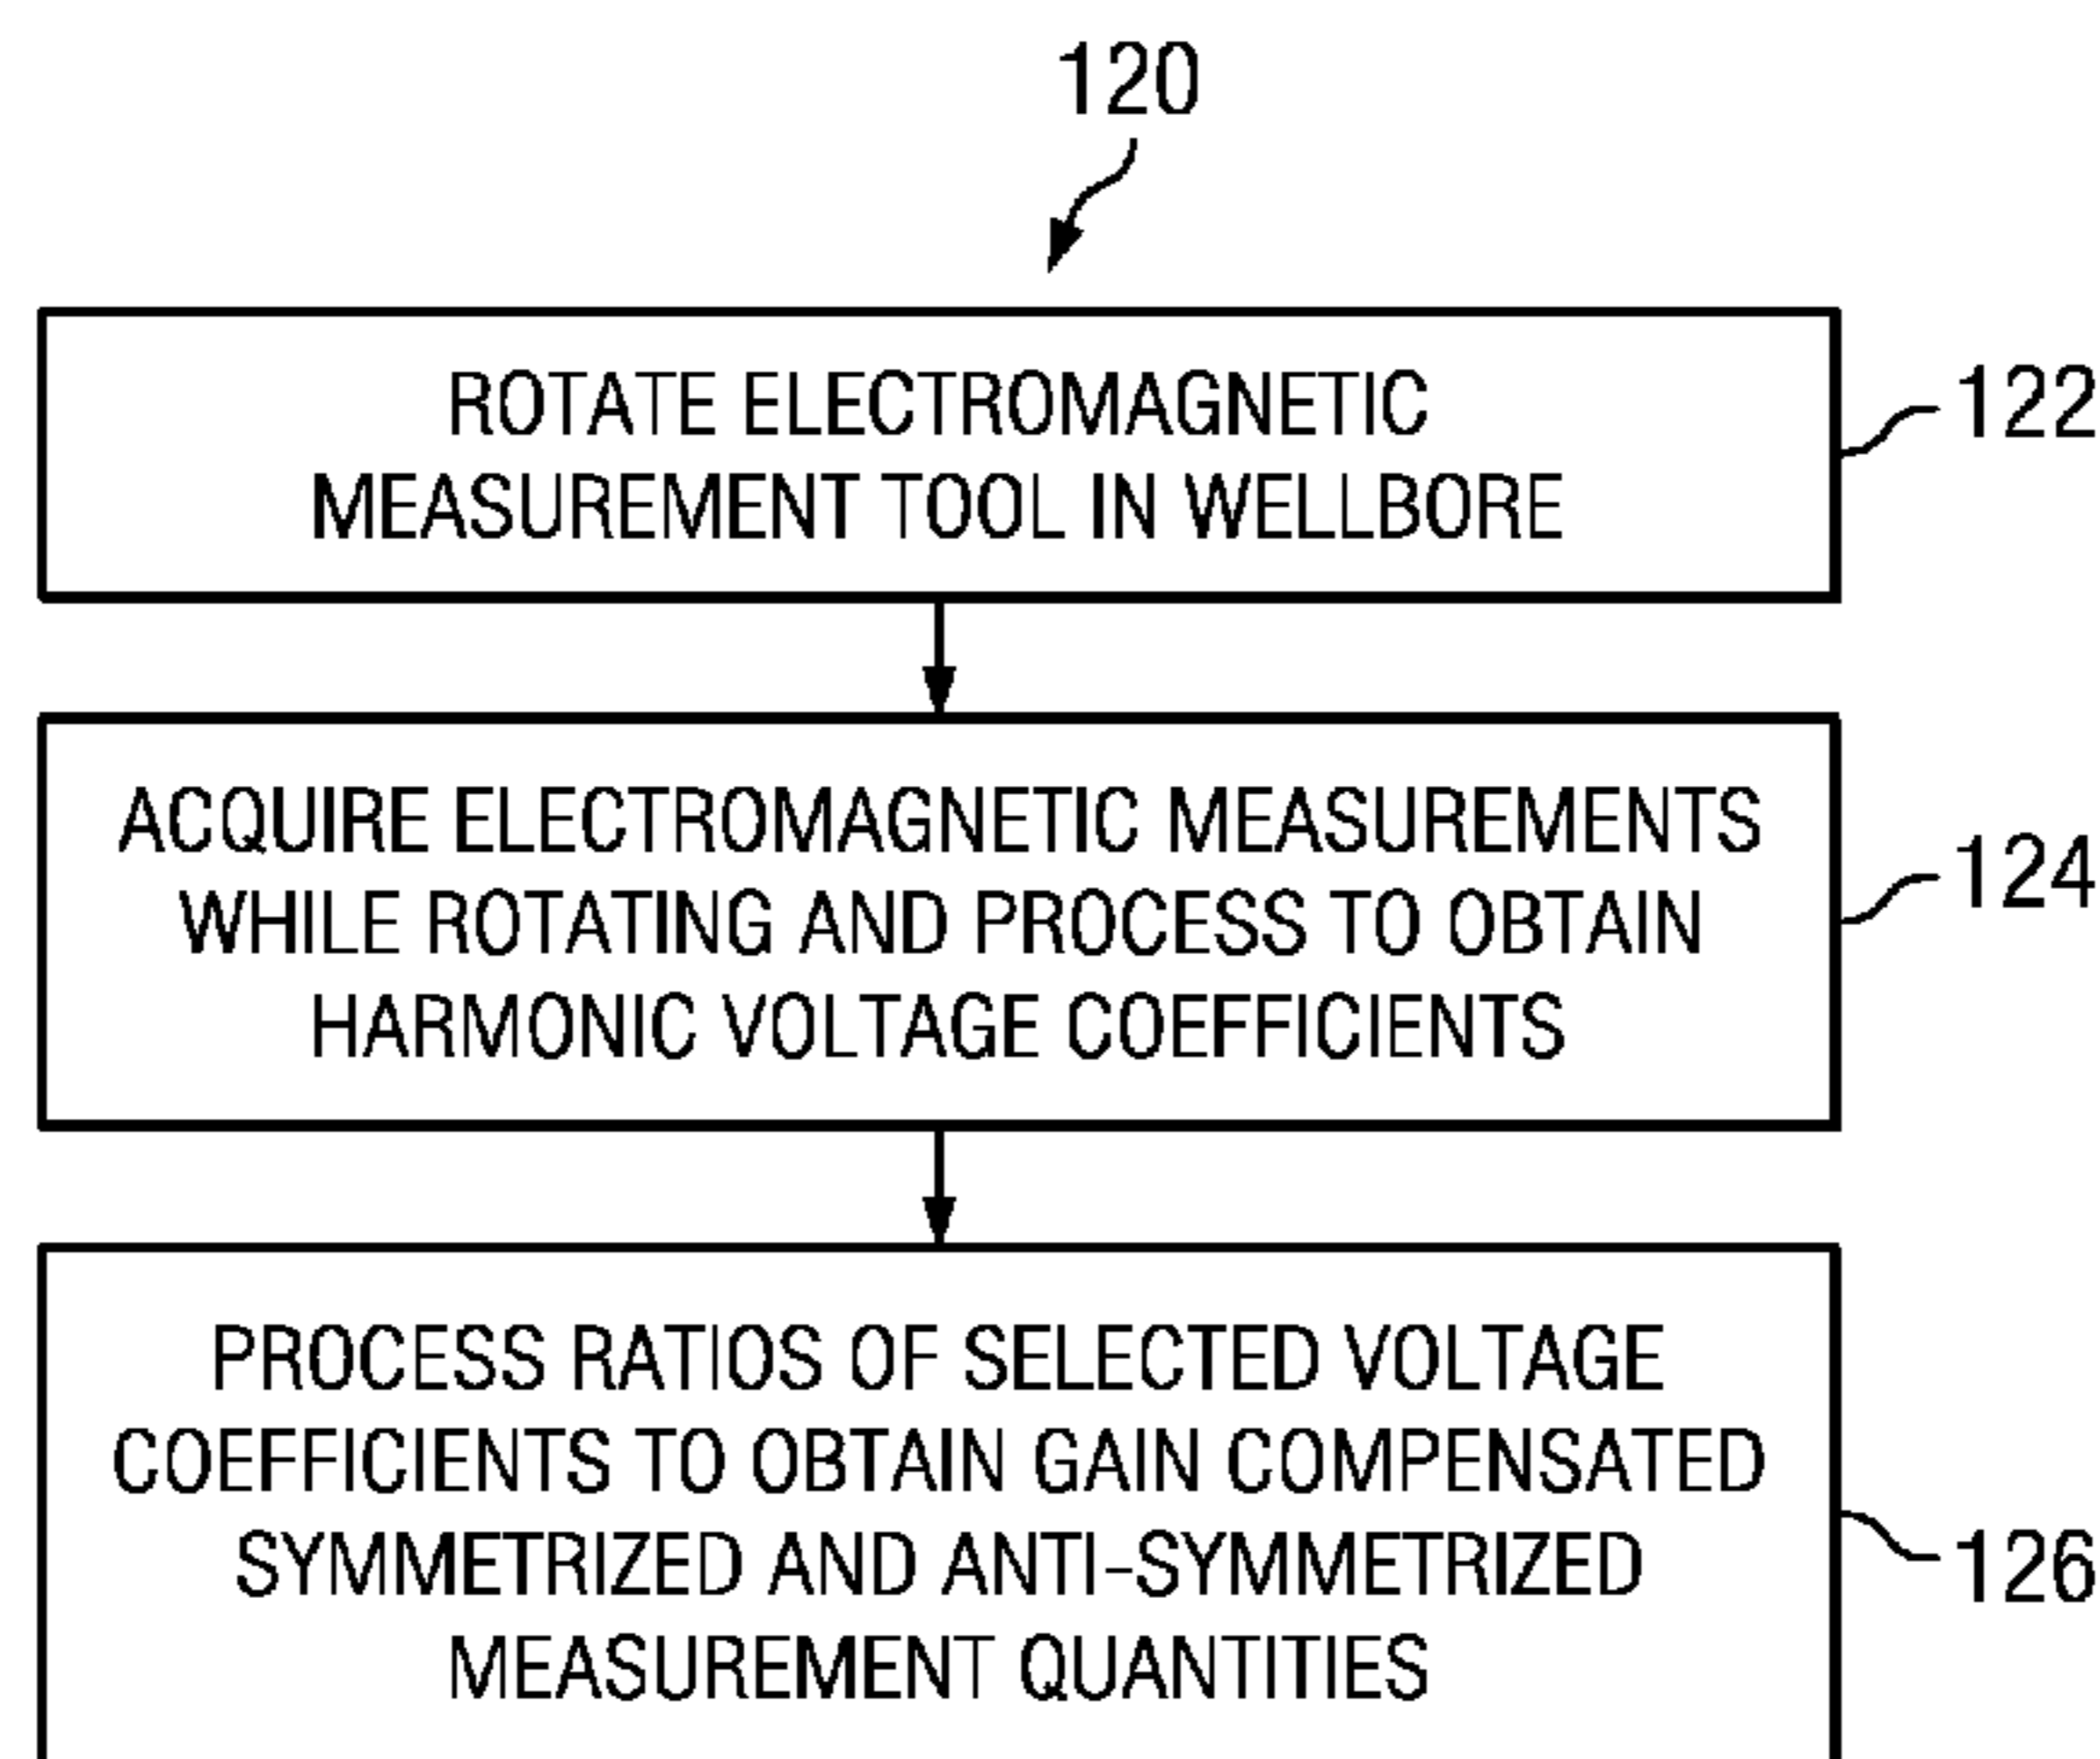 120
ROTATE ELECTROMAGNETIC
MEASUREMENT TOOL IN WELLBORE
122
ACQUIRE ELECTROMAGNETIC MEASUREMENTS
WHILE ROTATING AND PROCESS TO OBTAIN
HARMONIC VOLTAGE COEFFICIENTS
124
PROCESS RATIOS OF SELECTED VOLTAGE
COEFFICIENTS TO OBTAIN GAIN COMPENSATED
SYMMETRIZED AND ANTI-SYMMETRIZED
MEASUREMENT QUANTITIES
126